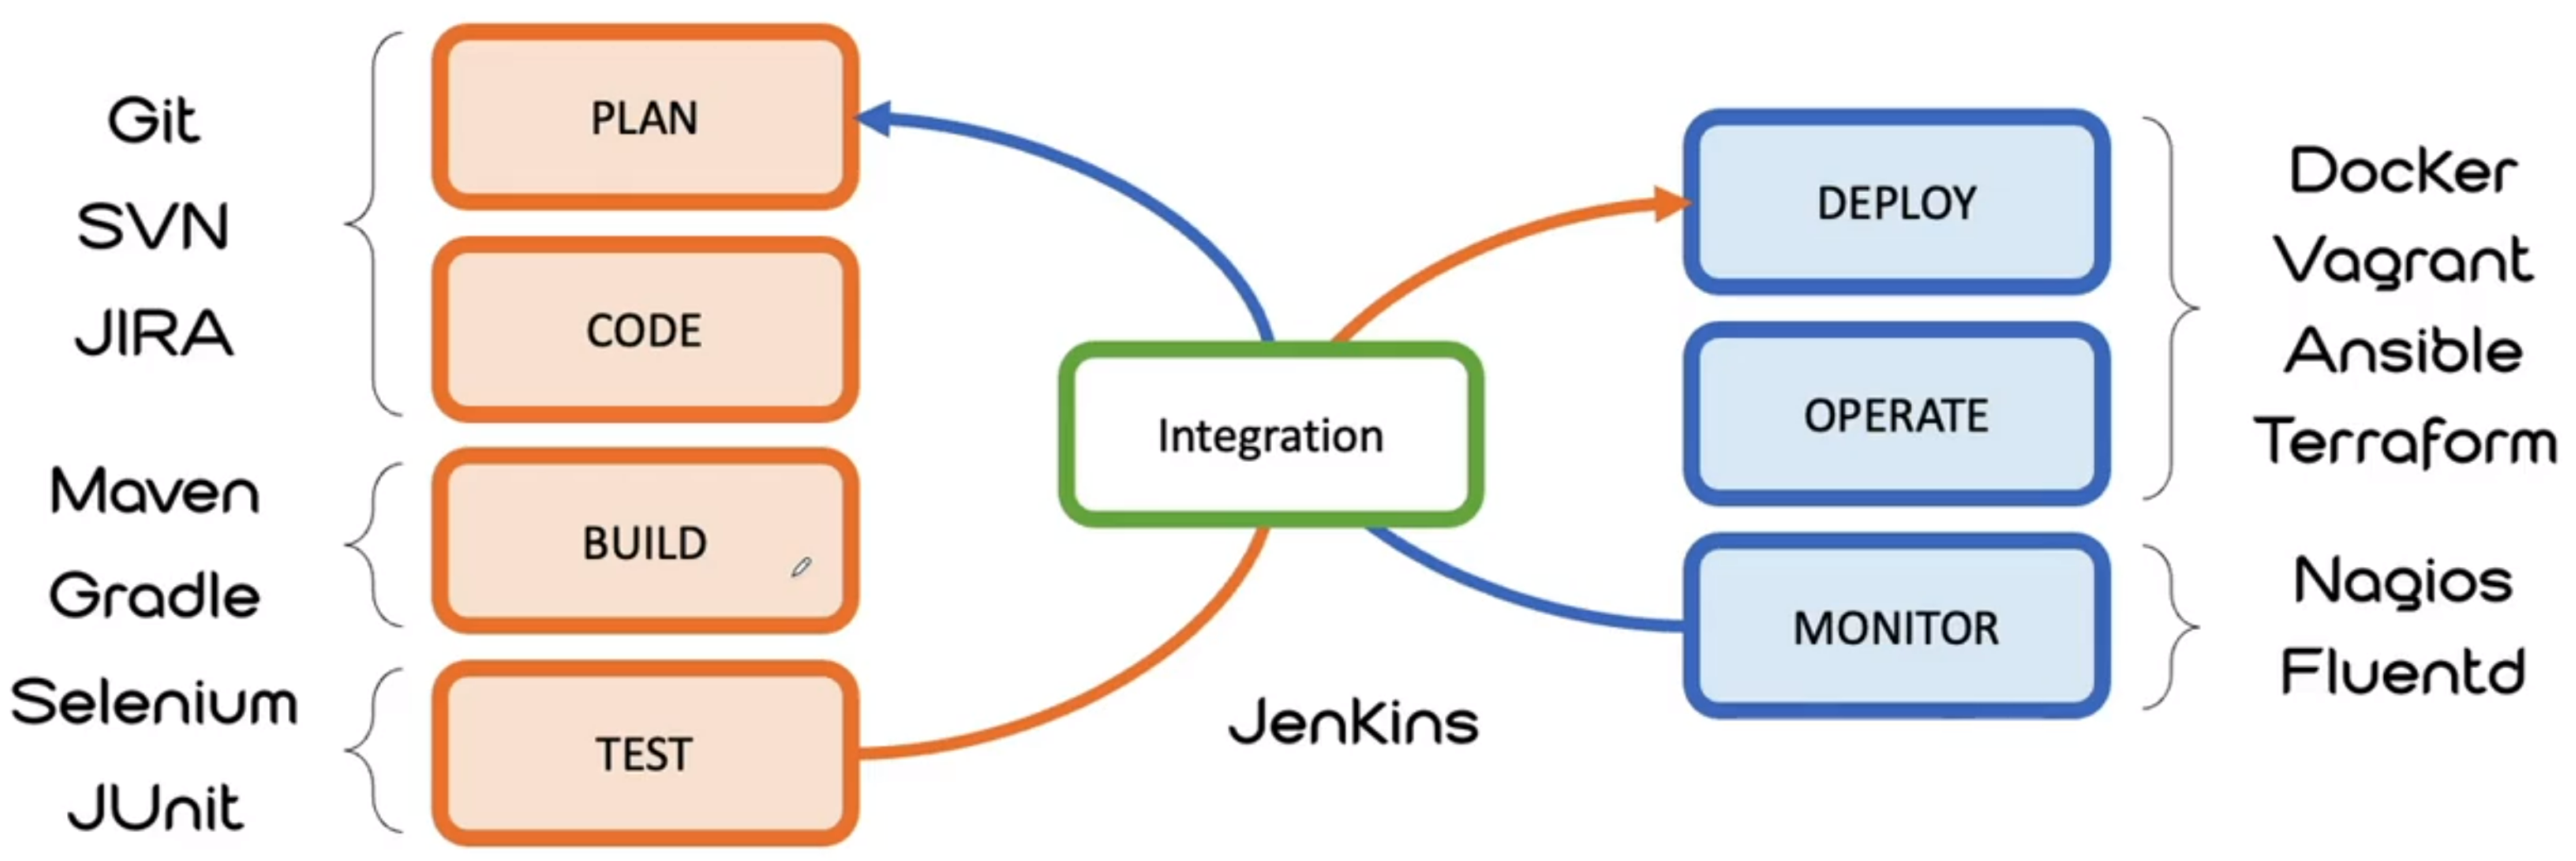 Git
SVN
JIRA
Maven
Gradle
Selenium
JUnit
PLAN
CODE
BUILD
TEST
Integration
Jenkins
DEPLOY
OPERATE
MONITOR
Docker
Vagrant
Ansible
Terraform
Nagios
Fluentd